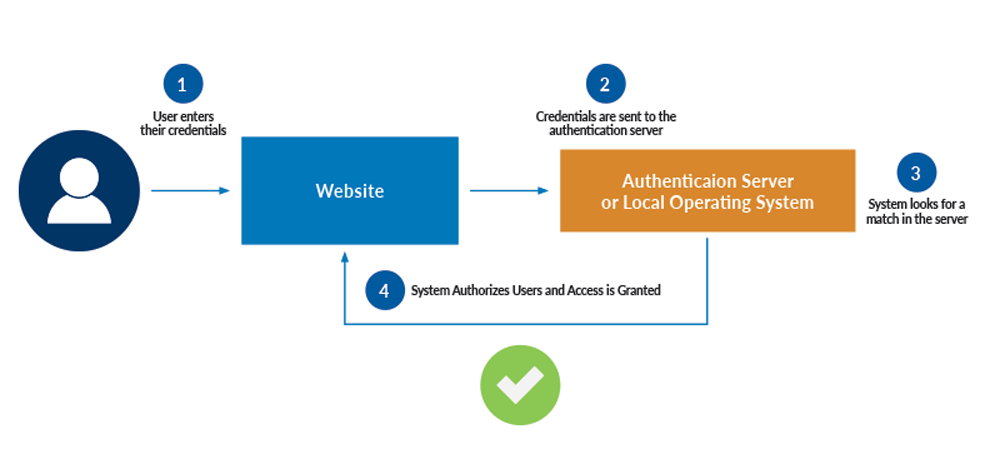 1
User enters
their credentials
2
Credentials are sent to the
authentication server
Website
Authenticaion Server
or Local Operating System
3
System looks for a
match in the server
4
System Authorizes Users and Access is Granted